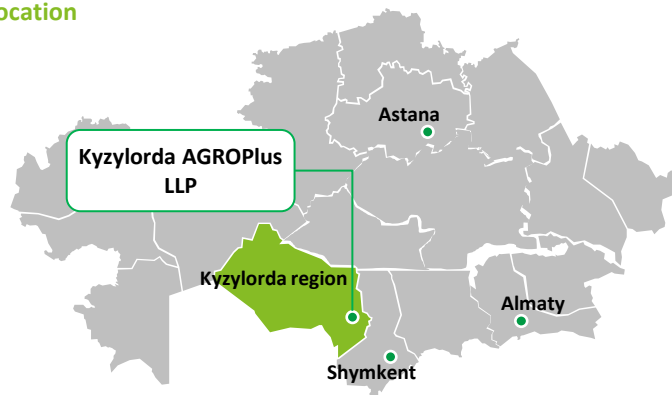 ocation
Astana
Kyzylorda AGROPlus
LLP
Kyzylorda region
Almaty
Shymkent